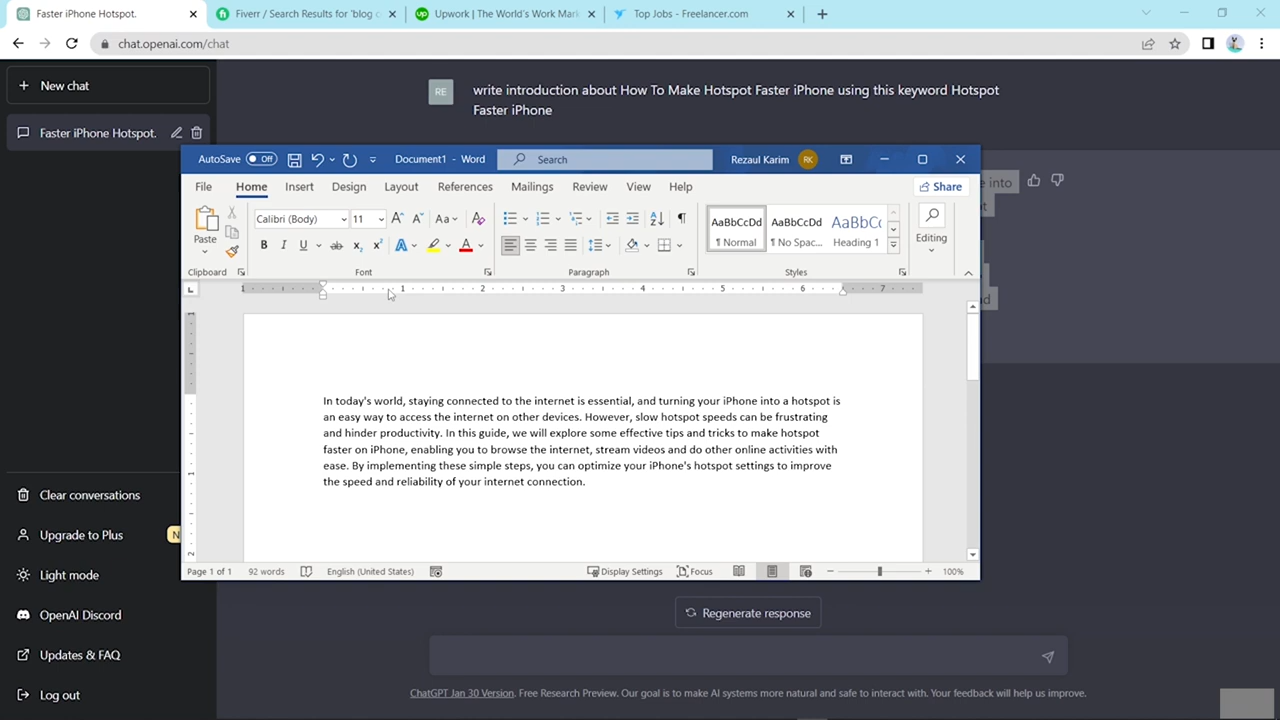 Faster iPhone Hotspot.
Fiverr / Search Results for 'blog c
Upwork | The World's Work Mark
Top Jobs - Freelancer.com
chat.openai.com/chat
New chat
Faster iPhone Hotspot.
RE
write introduction about How To Make Hotspot Faster iPhone using this keyword Hotspot
Faster iPhone
AutoSave Off
Document1 - Word
Search
Rezaul Karim RK
File Home Insert Design Layout References Mailings Review View Help Share
Paste
Calibri (Body) 11
AaBbCcDd AaBbCcDd AaBbCc
¶ Normal ¶ No Spac... Heading 1
Editing
Clipboard Font Paragraph Styles
In today's world, staying connected to the internet is essential, and turning your iPhone into a hotspot is
an easy way to access the internet on other devices. However, slow hotspot speeds can be frustrating
and hinder productivity. In this guide, we will explore some effective tips and tricks to make hotspot
faster on iPhone, enabling you to browse the internet, stream videos and do other online activities with
ease. By implementing these simple steps, you can optimize your iPhone's hotspot settings to improve
the speed and reliability of your internet connection.
Page 1 of 1 92 words English (United States) Display Settings Focus 100%
Clear conversations
Upgrade to Plus N
Light mode
OpenAI Discord
Updates & FAQ
Log out
Regenerate response
ChatGPT Jan 30 Version. Free Research Preview. Our goal is to make AI systems more natural and safe to interact with. Your feedback will help us improve.